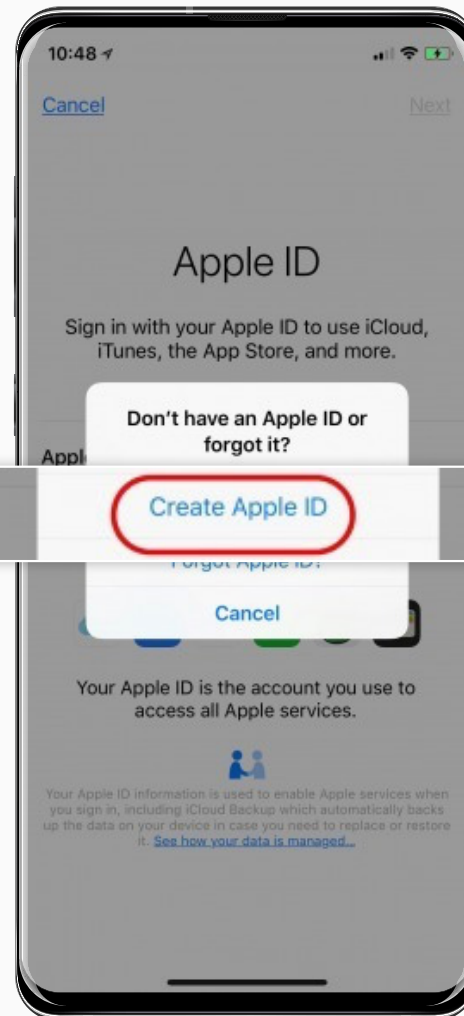 10:48
Cancel
Next
Apple ID
Sign in with your Apple ID to use iCloud,
iTunes, the App Store, and more.
Don't have an Apple ID or
forgot it?
Appl
Create Apple ID
Forgot Apple ID?
Cancel
Your Apple ID is the account you use to
access all Apple services.
Your Apple ID information is used to enable Apple services when
you sign in, including iCloud Backup which automatically backs
up the data on your device in case you need to replace or restore
it. See how your data is managed...